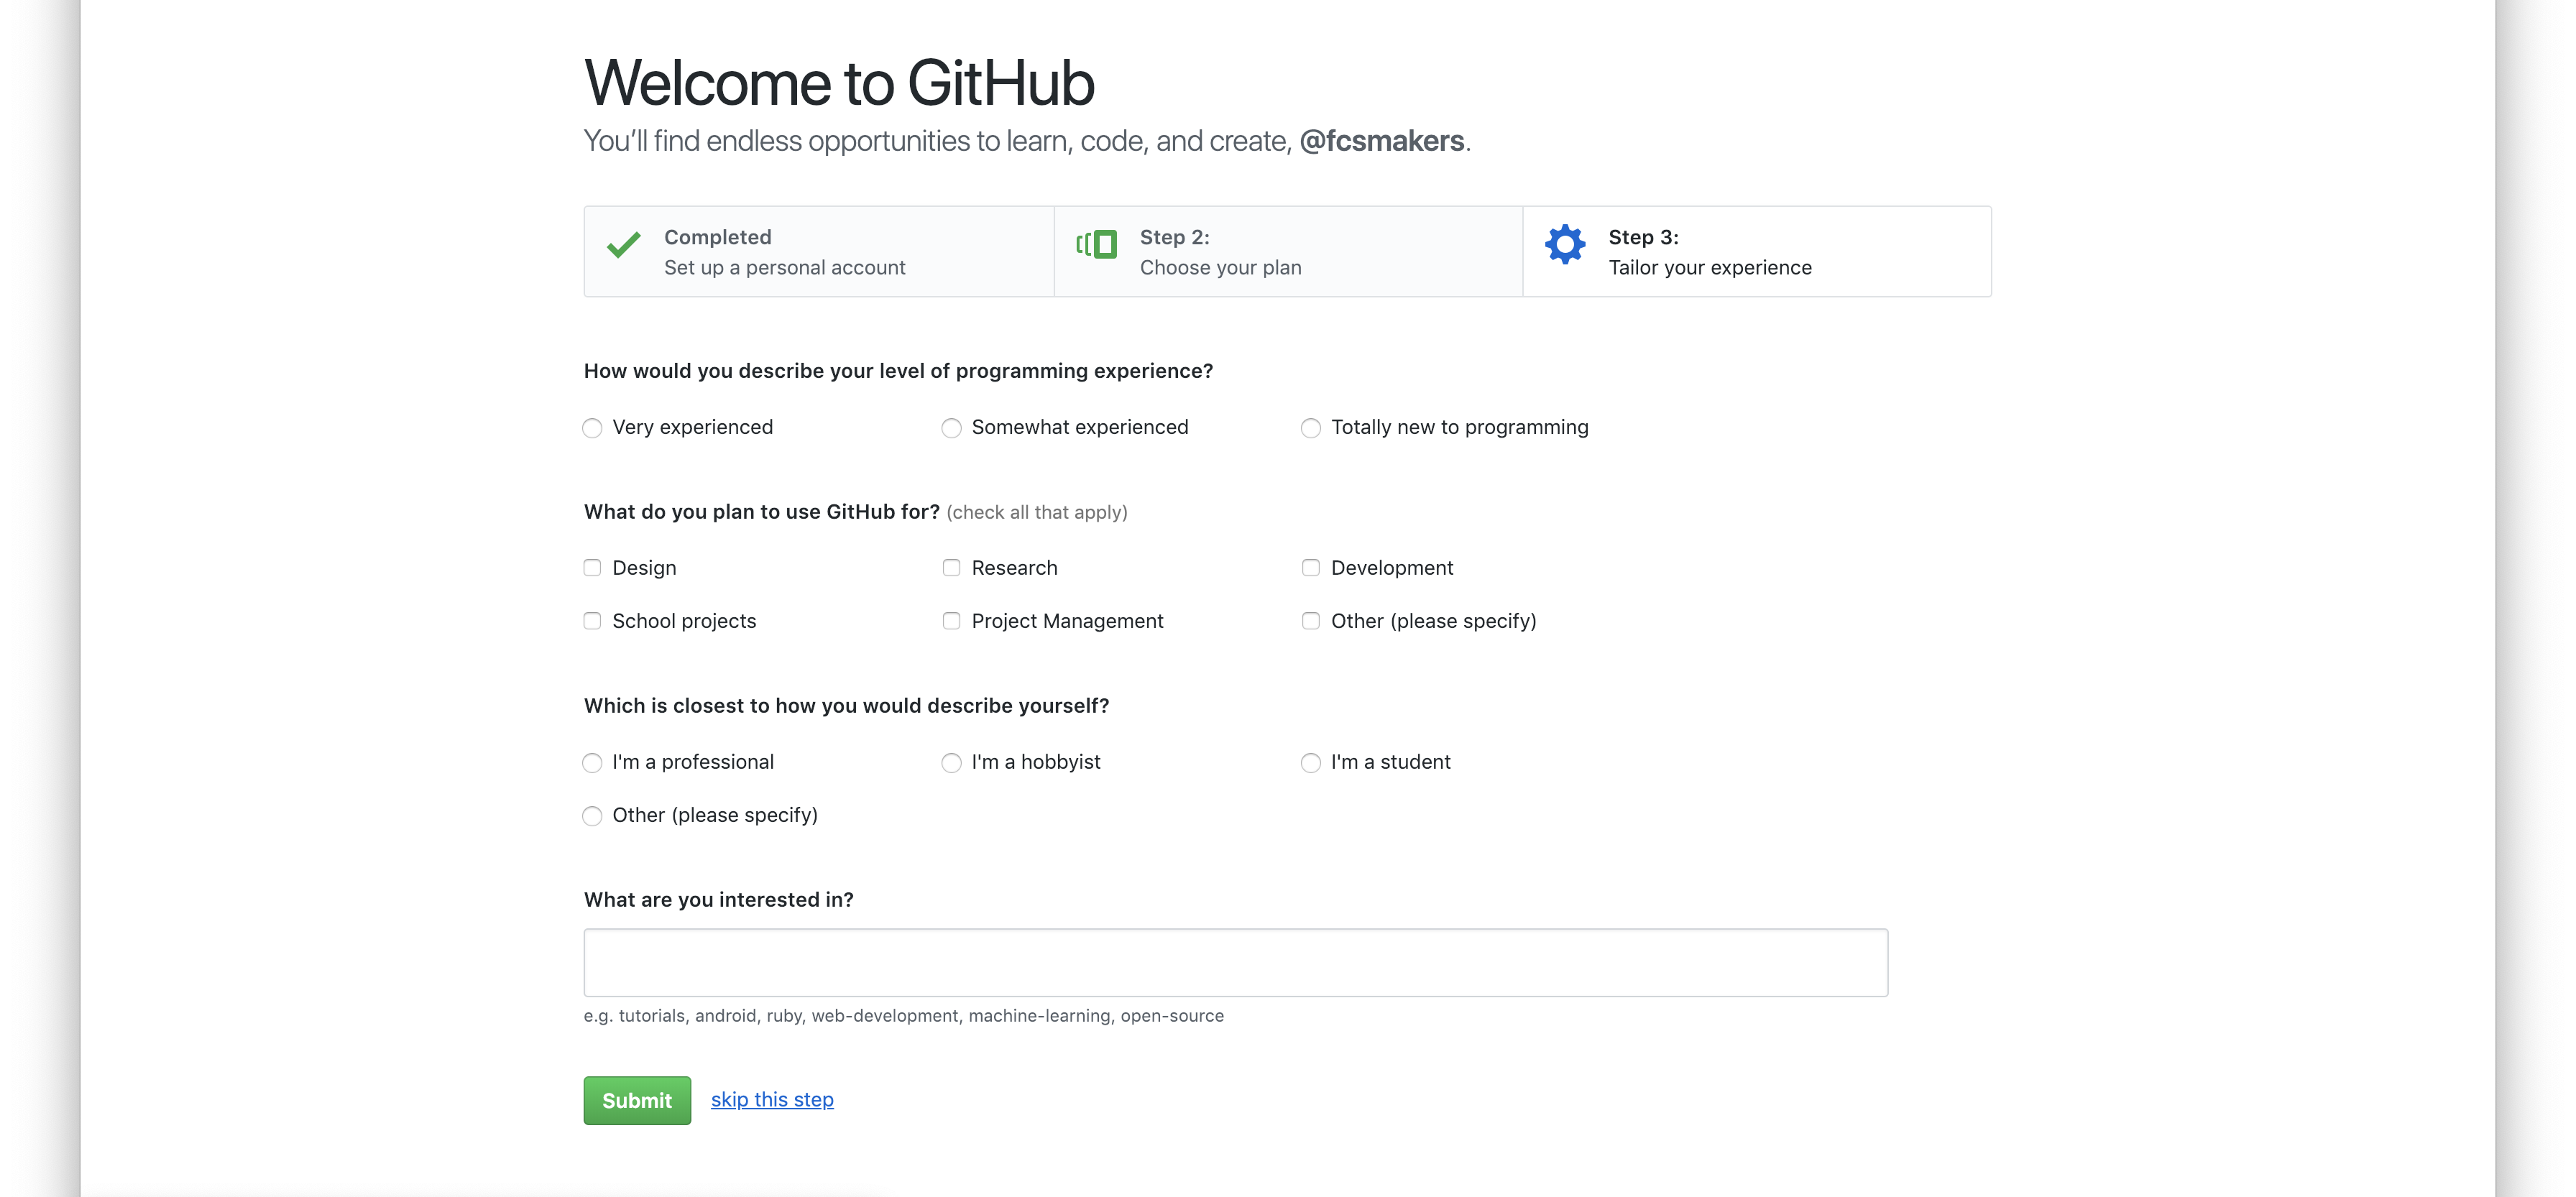 Welcome to GitHub
You’ll find endless opportunities to learn, code, and create, @fcsmakers.
Completed
Set up a personal account
Step 2:
Choose your plan
Step 3:
Tailor your experience
How would you describe your level of programming experience?
Very experienced
Somewhat experienced
Totally new to programming
What do you plan to use GitHub for? (check all that apply)
Design
Research
Development
School projects
Project Management
Other (please specify)
Which is closest to how you would describe yourself?
I'm a professional
I'm a hobbyist
I'm a student
Other (please specify)
What are you interested in?
e.g. tutorials, android, ruby, web-development, machine-learning, open-source
Submit
skip this step